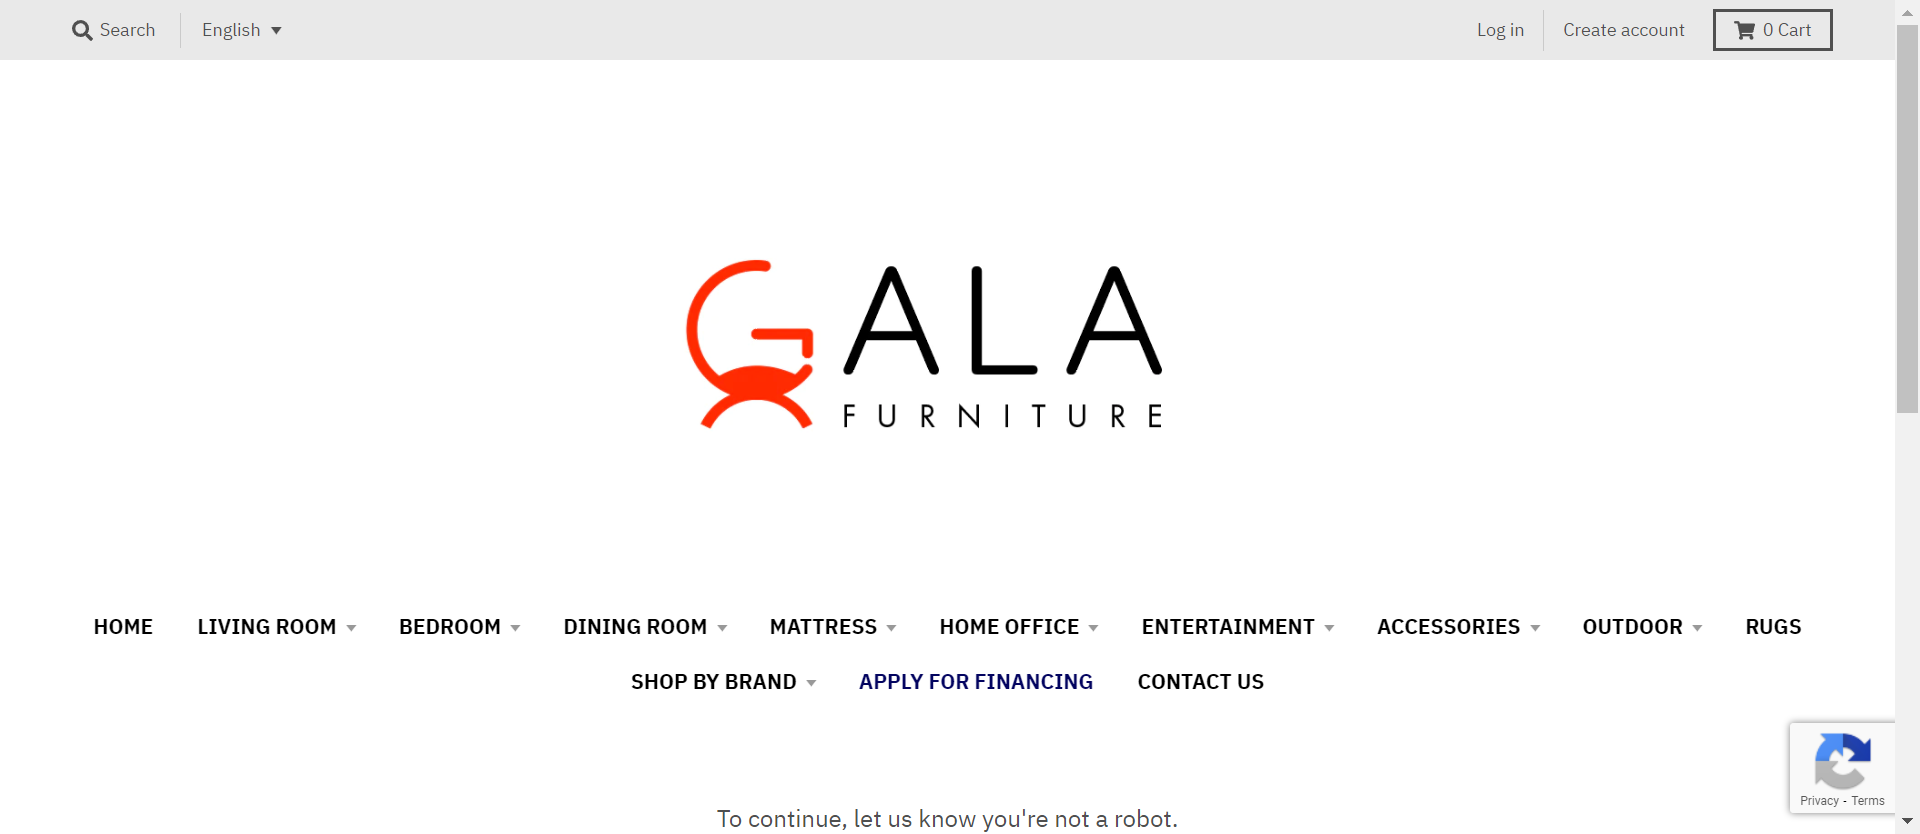 Search English Log in Create account 0 Cart
GALA
FURNITURE
HOME LIVING ROOM BEDROOM DINING ROOM MATTRESS HOME OFFICE ENTERTAINMENT ACCESSORIES OUTDOOR RUGS
SHOP BY BRAND APPLY FOR FINANCING CONTACT US
To continue, let us know you're not a robot.
Privacy - Terms